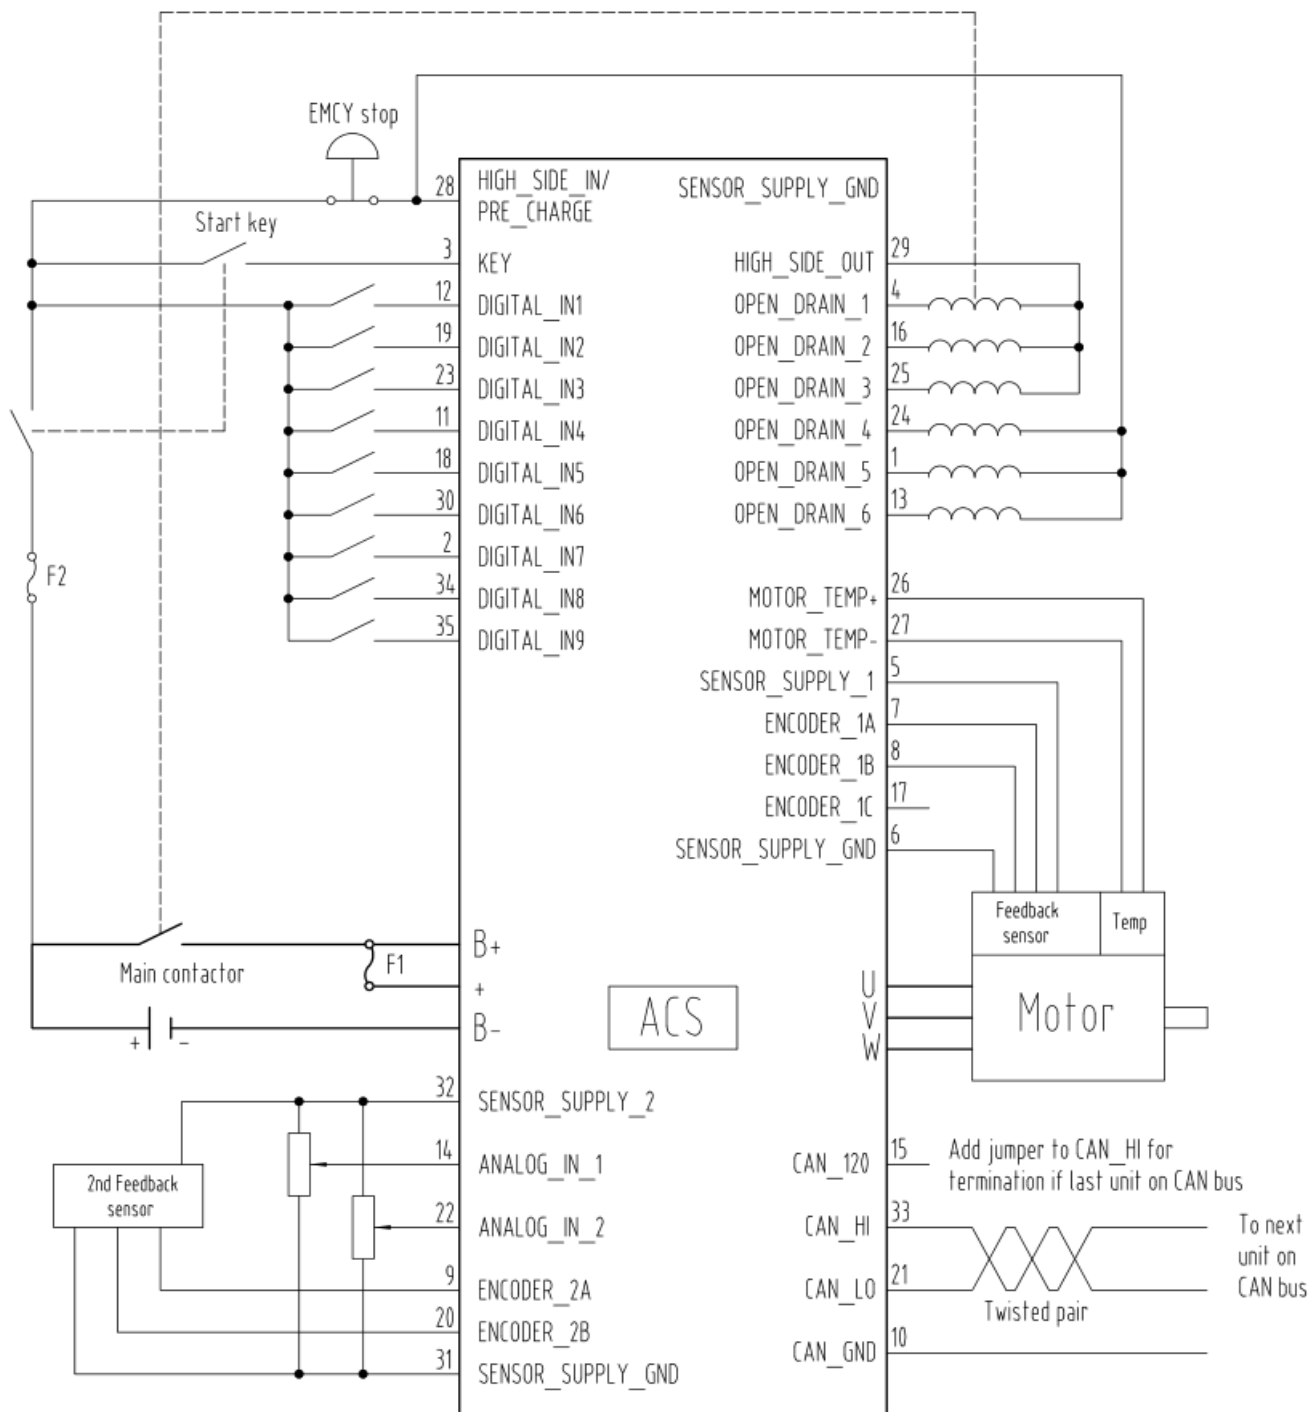 EMCY stop
28 HIGH_SIDE_IN/
PRE_CHARGE
SENSOR_SUPPLY_GND
Start key
3 KEY
HIGH_SIDE_OUT 29
12 DIGITAL_IN1
OPEN_DRAIN_1 4
19 DIGITAL_IN2
OPEN_DRAIN_2 16
23 DIGITAL_IN3
OPEN_DRAIN_3 25
11 DIGITAL_IN4
OPEN_DRAIN_4 24
18 DIGITAL_IN5
OPEN_DRAIN_5 1
30 DIGITAL_IN6
OPEN_DRAIN_6 13
2 DIGITAL_IN7
F2
34 DIGITAL_IN8
MOTOR_TEMP+ 26
35 DIGITAL_IN9
MOTOR_TEMP- 27
SENSOR_SUPPLY_1 5
ENCODER_1A 7
ENCODER_1B 8
ENCODER_1C 17
SENSOR_SUPPLY_GND 6
Feedback
sensor
Temp
Main contactor
F1
B+
+
B-
+ -
ACS
U
V
W
Motor
32 SENSOR_SUPPLY_2
14 ANALOG_IN_1
2nd Feedback
sensor
22 ANALOG_IN_2
9 ENCODER_2A
20 ENCODER_2B
31 SENSOR_SUPPLY_GND
CAN_120 15
Add jumper to CAN_HI for
termination if last unit on CAN bus
CAN_HI 33
CAN_LO 21
Twisted pair
To next
unit on
CAN bus
CAN_GND 10